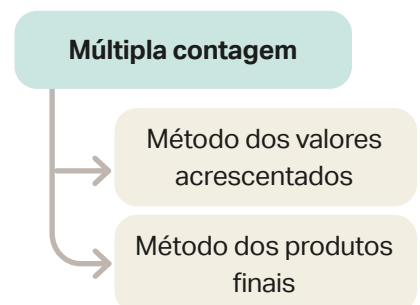 Múltipla contagem
Método dos valores
acrescentados
Método dos produtos
finais